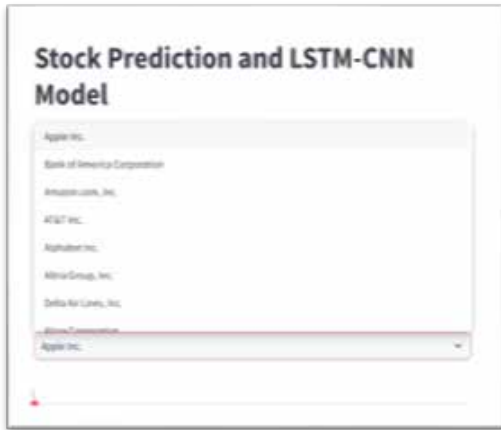 Stock Prediction and LSTM-CNN
Model
Apple Inc.
Bank of America Corporation
Amazon.com, Inc.
AT&T Inc.
Alphabet Inc.
Altria Group, Inc.
Delta Air Lines, Inc.
Corporation
Apple Inc.